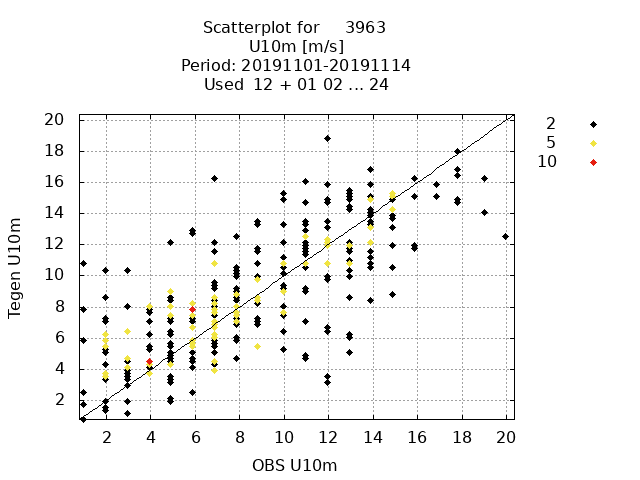 Scatterplot for 3963
U10m [m/s]
Period: 20191101-20191114
Used 12 + 01 02 ... 24
2
5
10
20
18
16
14
12
10
8
6
4
2
Tegen U10m
2 4 6 8 10 12 14 16 18 20
OBS U10m